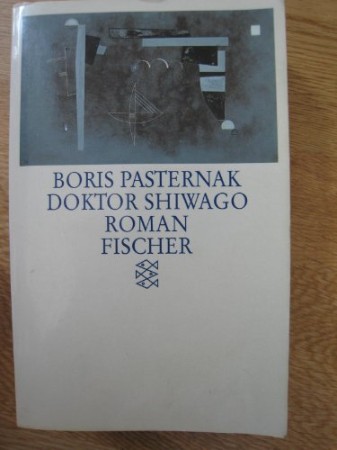 BORIS PASTERNAK
DOKTOR SHIWAGO
ROMAN
FISCHER